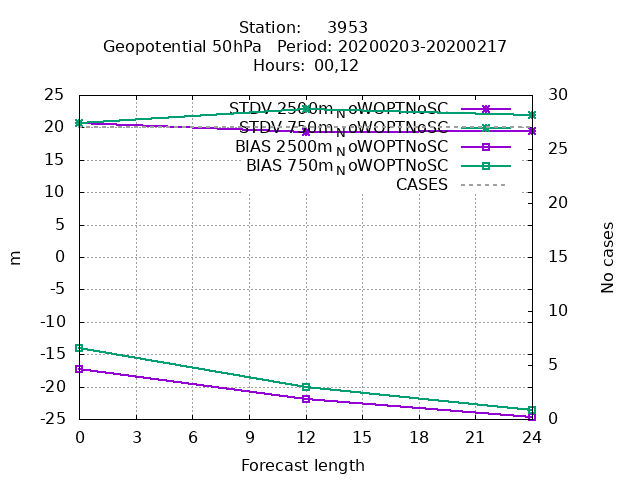 Station: 3953
Geopotential 50hPa Period: 20200203-20200217
Hours: 00,12
25 30
STDV 2500m_NoWOPTNoSC
20 STDV 750m_NoWOPTNoSC
25
BIAS 2500m_NoWOPTNoSC
15 BIAS 750m_NoWOPTNoSC
CASES
10
20
5
m 0 15 No cases
-5
10
-10
-15 5
-20
-25 0
0 3 6 9 12 15 18 21 24
Forecast length